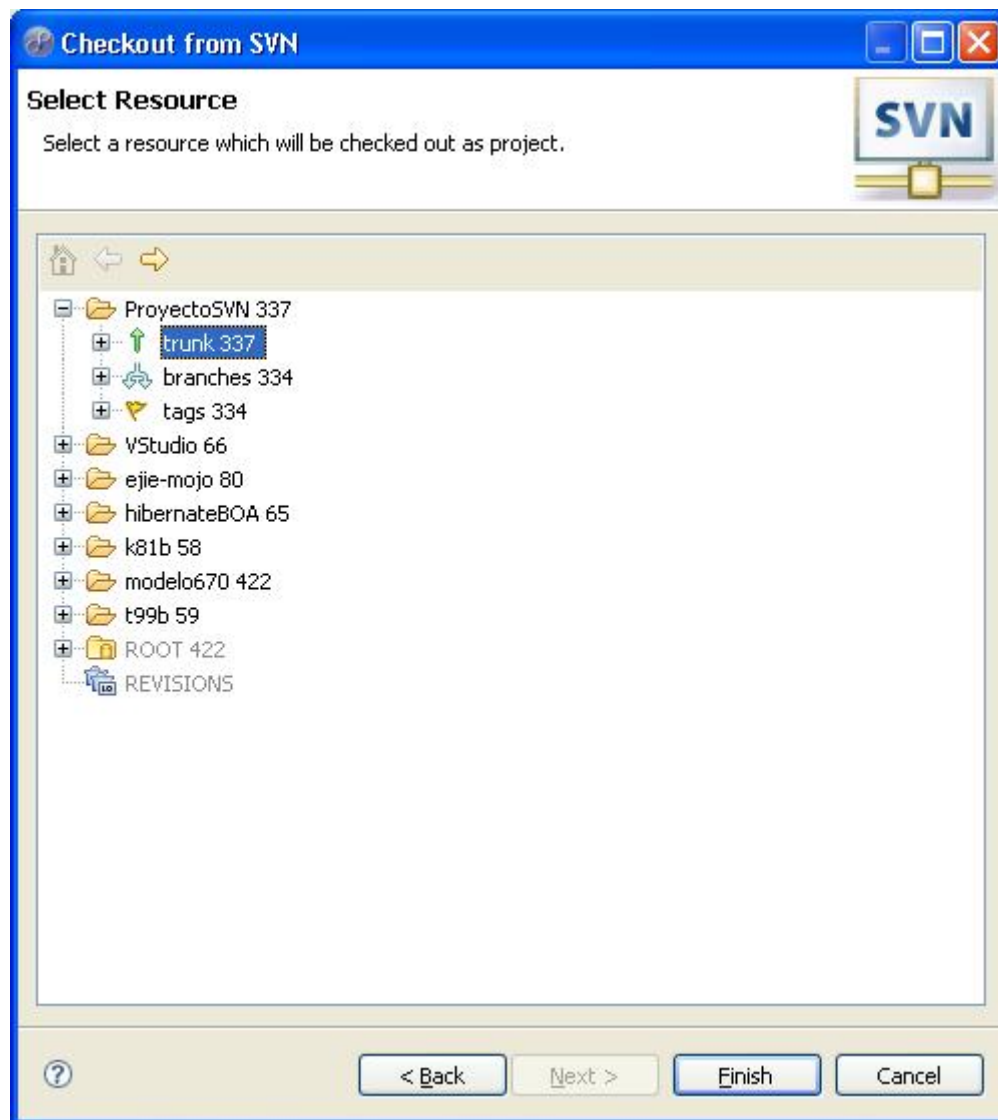 Checkout from SVN
Select Resource
Select a resource which will be checked out as project.
SVN
ProyectoSVN 337
trunk 337
branches 334
tags 334
VStudio 66
ejie-mojo 80
hibernateBOA 65
k81b 58
modelo670 422
t99b 59
ROOT 422
REVISIONS
? < Back Next > Finish Cancel